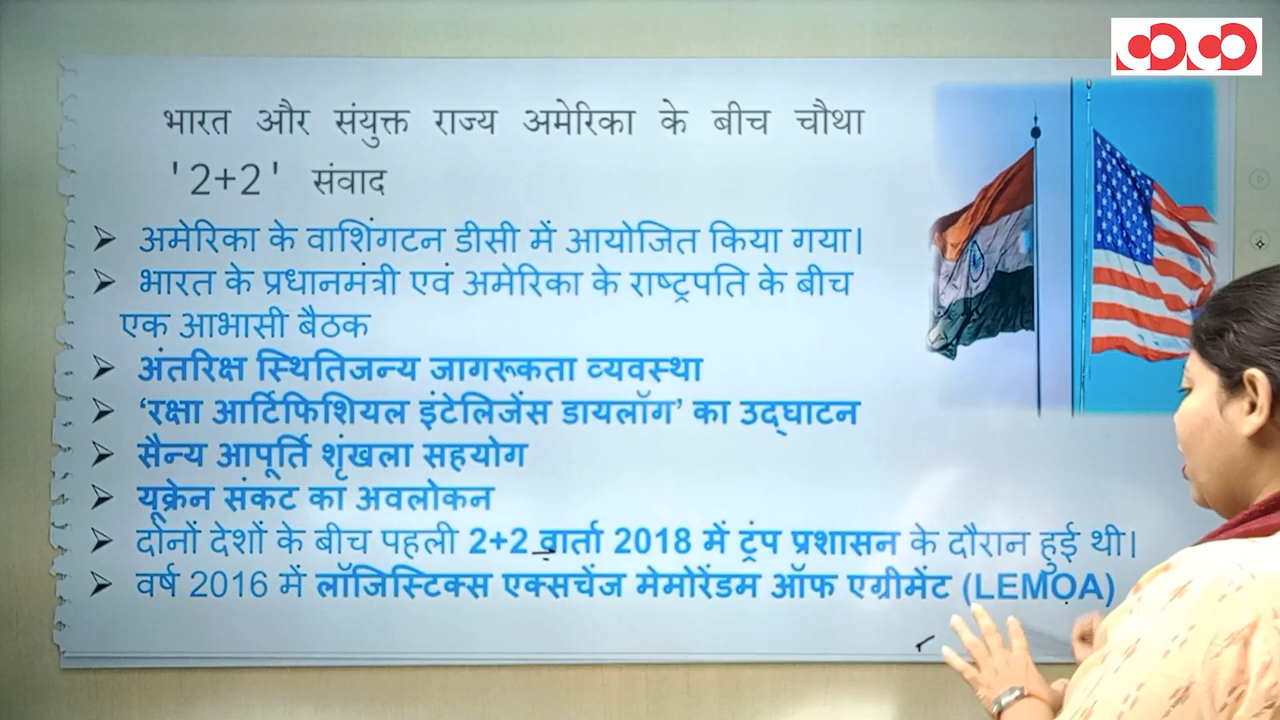 भारत और संयुक्त राज्य अमेरिका के बीच चौथा
'2+2' संवाद
➤ अमेरिका के वाशिंगटन डीसी में आयोजित किया गया।
➤ भारत के प्रधानमंत्री एवं अमेरिका के राष्ट्रपति के बीच
एक आभासी बैठक
➤ अंतरिक्ष स्थितिजन्य जागरूकता व्यवस्था
➤ 'रक्षा आर्टिफिशियल इंटेलिजेंस डायलॉग' का उद्घाटन
➤ सैन्य आपूर्ति शृंखला सहयोग
➤ यूक्रेन संकट का अवलोकन
➤ दोनों देशों के बीच पहली 2+2 वार्ता 2018 में ट्रंप प्रशासन के दौरान हुई थी।
➤ वर्ष 2016 में लॉजिस्टिक्स एक्सचेंज मेमोरेंडम ऑफ एग्रीमेंट (LEMOA)